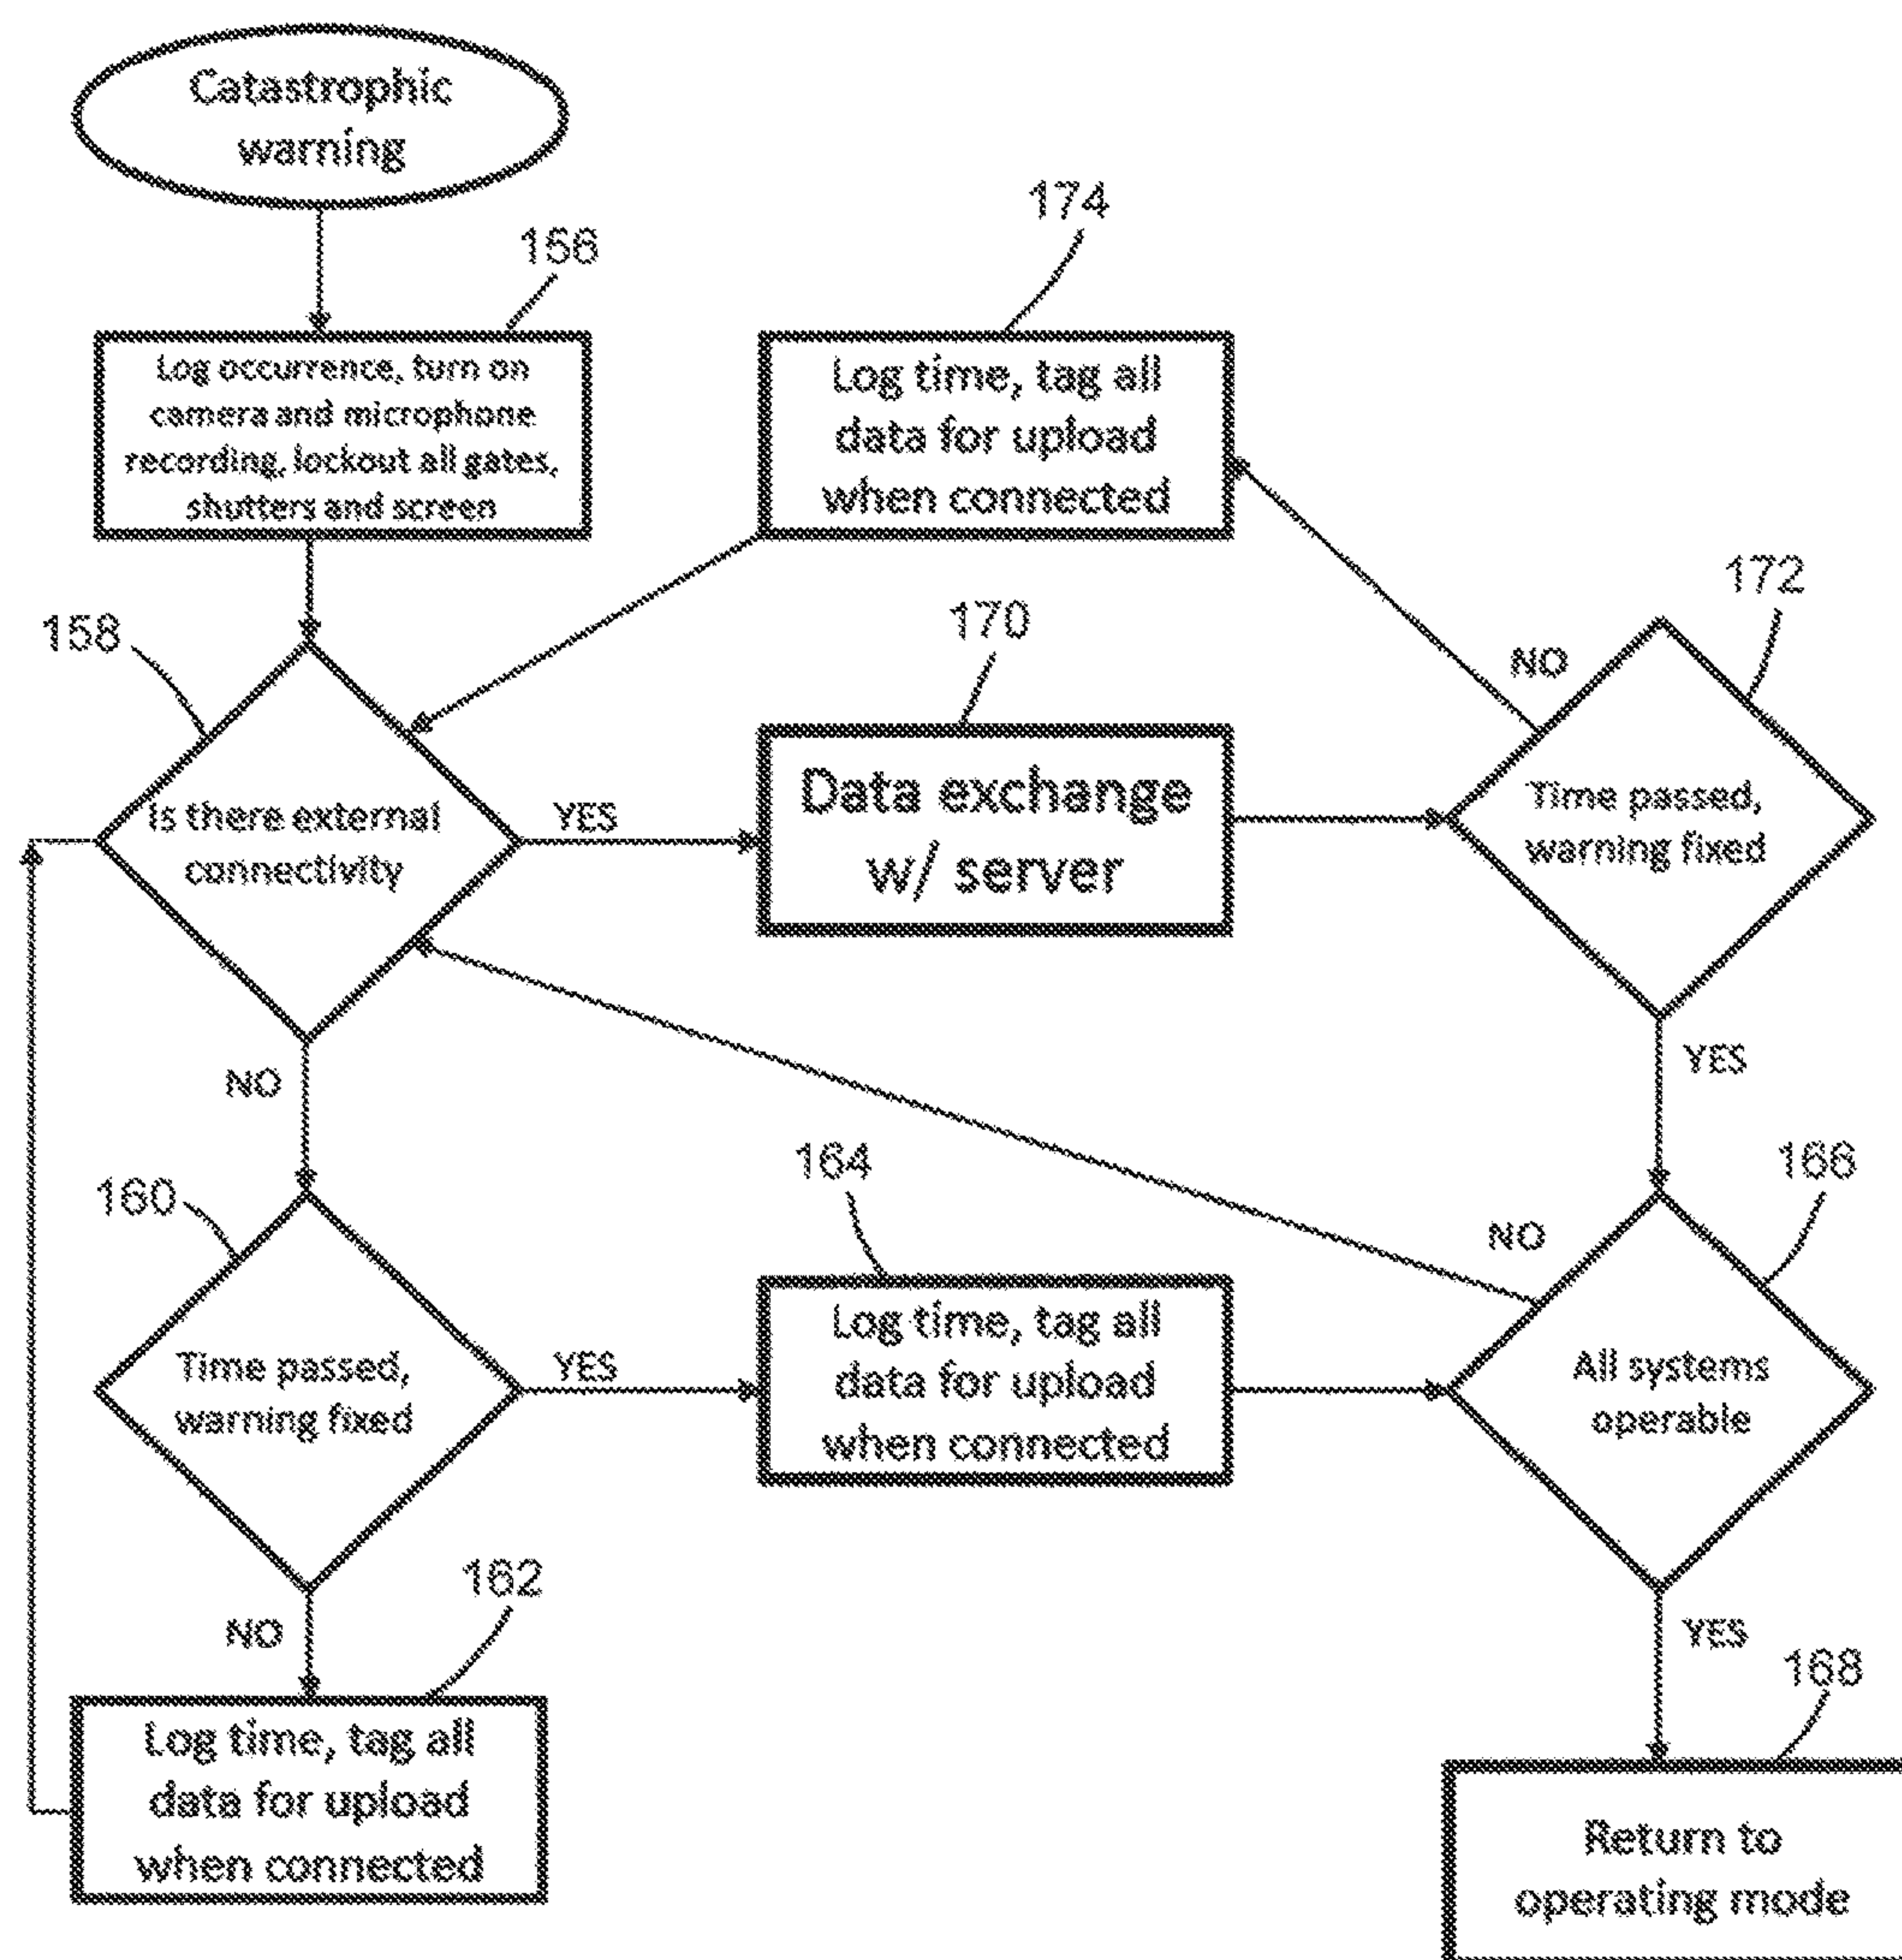 Catastrophic
warning
156
Log occurrence, turn on
camera and microphone
recording, lockout all gates,
shutters and screen
174
Log time, tag all
data for upload
when connected
158
Is there external
connectivity
YES
170
Data exchange
w/ server
172
NO
Time passed,
warning fixed
NO
YES
160
Time passed,
warning fixed
YES
164
Log time, tag all
data for upload
when connected
166
NO
All systems
operable
NO
162
Log time, tag all
data for upload
when connected
YES
168
Return to
operating mode